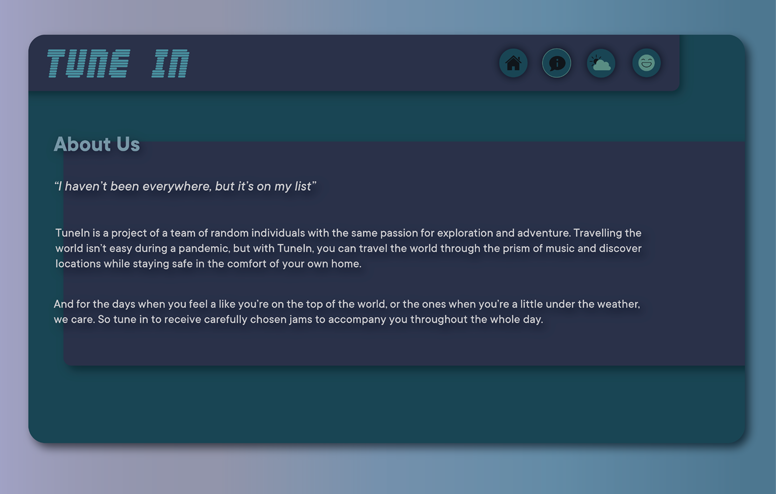 TUNE IN
About Us
“I haven’t been everywhere, but it’s on my list”
TuneIn is a project of a team of random individuals with the same passion for exploration and adventure. Travelling the
world isn’t easy during a pandemic, but with TuneIn, you can travel the world through the prism of music and discover
locations while staying safe in the comfort of your own home.
And for the days when you feel a like you’re on the top of the world, or the ones when you’re a little under the weather,
we care. So tune in to receive carefully chosen jams to accompany you throughout the whole day.